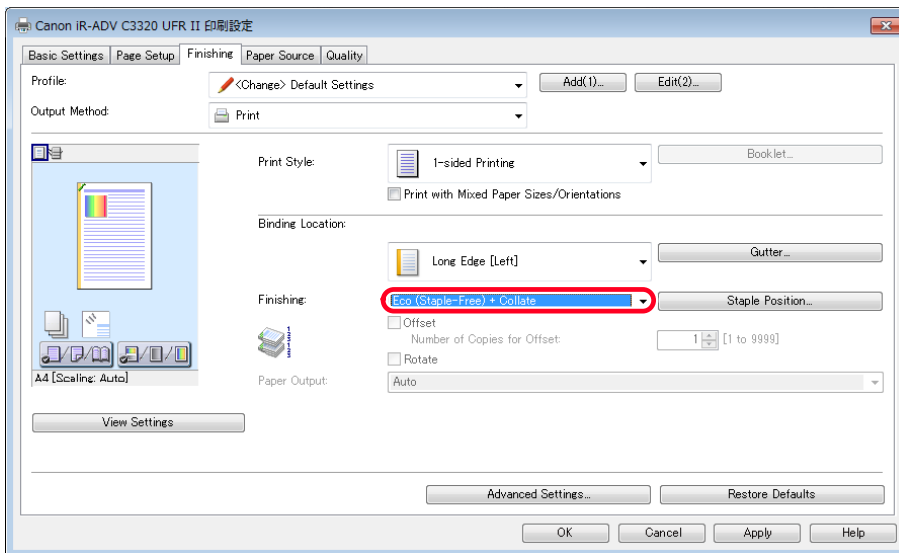 Canon iR-ADV C3320 UFR II 印刷設定
Basic Settings Page Setup Finishing Paper Source Quality
Profile: <Change> Default Settings Add(1)... Edit(2)...
Output Method: Print
Print Style: 1-sided Printing Booklet...
Print with Mixed Paper Sizes/Orientations
Binding Location:
Long Edge [Left] Gutter...
Finishing: Eco (Staple-Free) + Collate Staple Position...
Offset
Number of Copies for Offset: 1 [1 to 9999]
Rotate
A4 [Scaling: Auto] Paper Output: Auto
View Settings
Advanced Settings... Restore Defaults
OK Cancel Apply Help